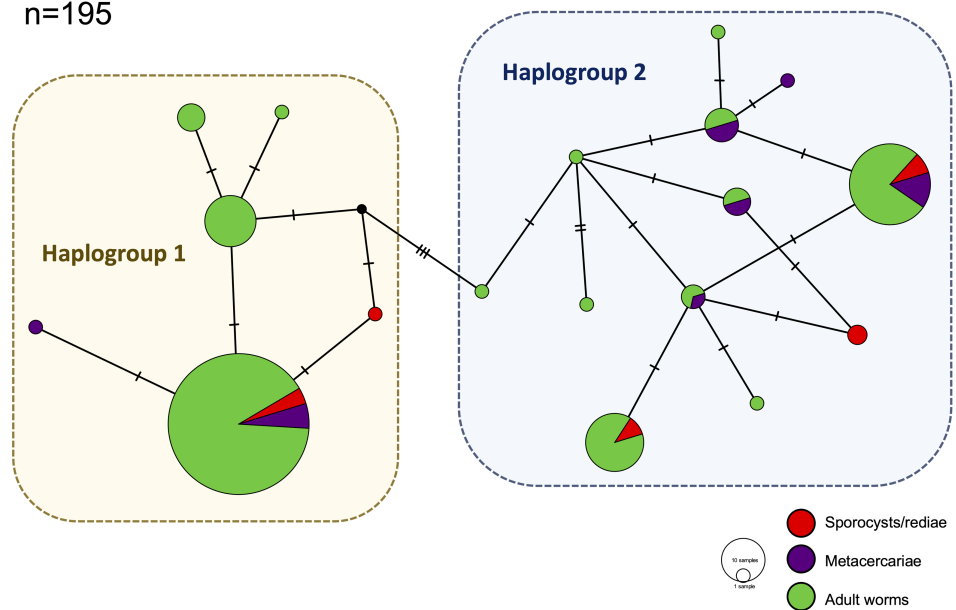 n=195
Haplogroup 2
Haplogroup 1
Sporocysts/rediae
10 samples
Metacercariae
1 sample
Adult worms